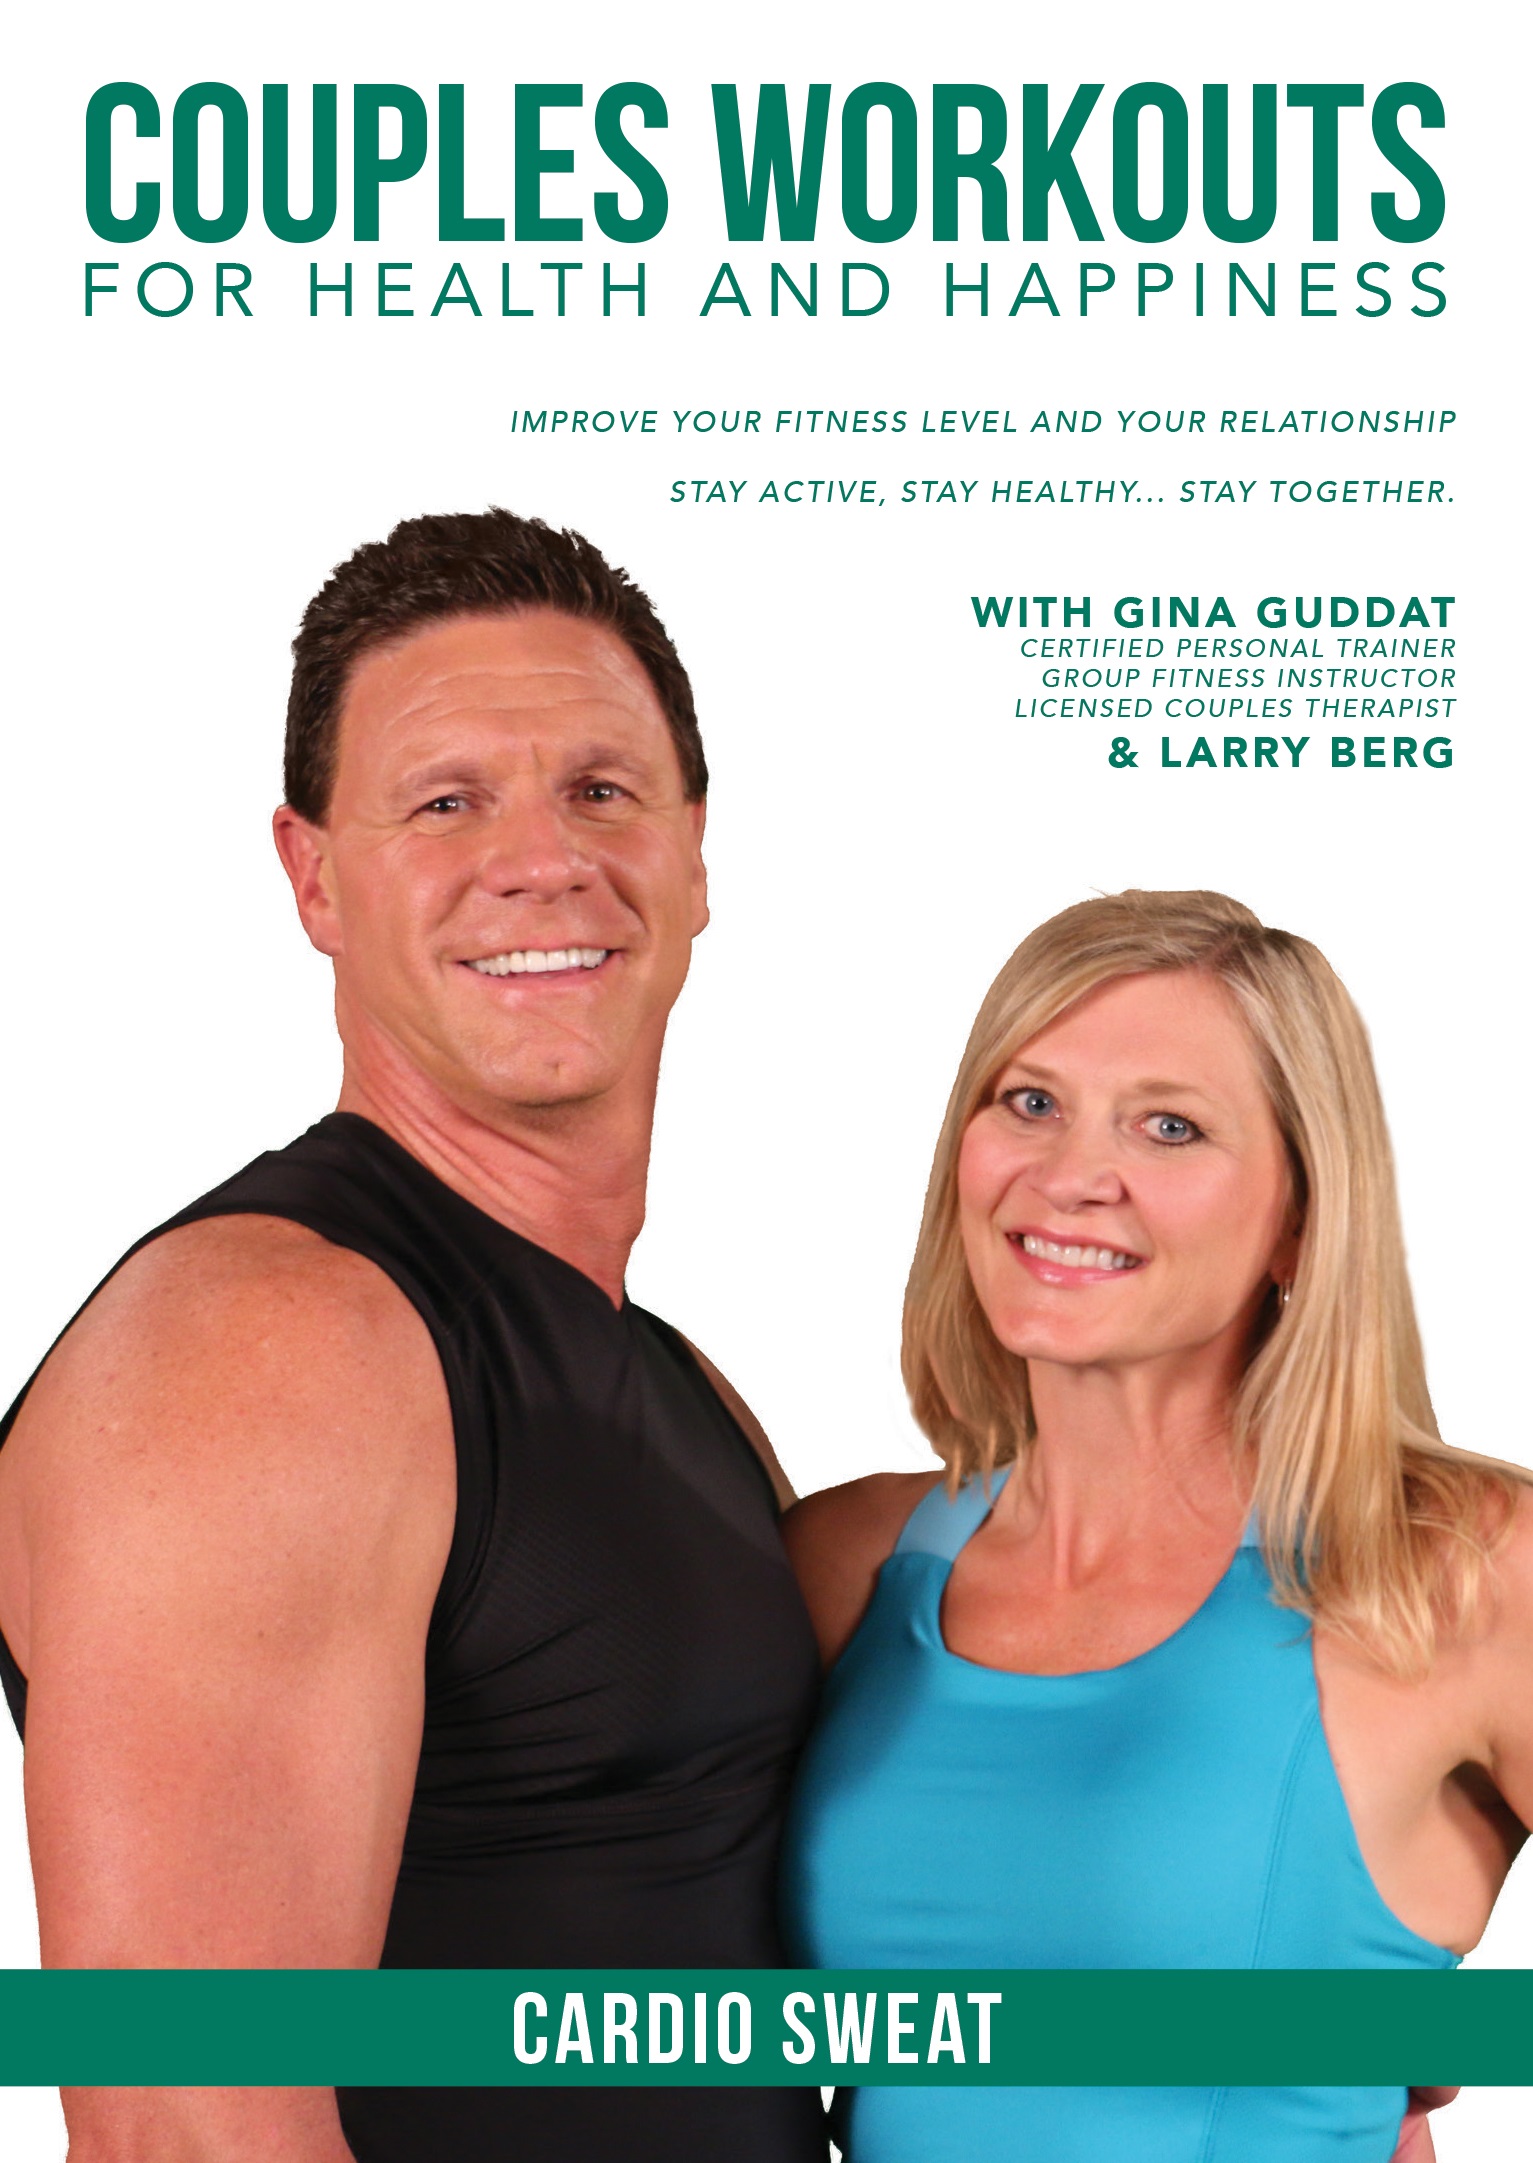 COUPLES WORKOUTS
FOR HEALTH AND HAPPINESS
IMPROVE YOUR FITNESS LEVEL AND YOUR RELATIONSHIP
STAY ACTIVE, STAY HEALTHY... STAY TOGETHER.
WITH GINA GUDDAT
CERTIFIED PERSONAL TRAINER
GROUP FITNESS INSTRUCTOR
LICENSED COUPLES THERAPIST
& LARRY BERG
CARDIO SWEAT